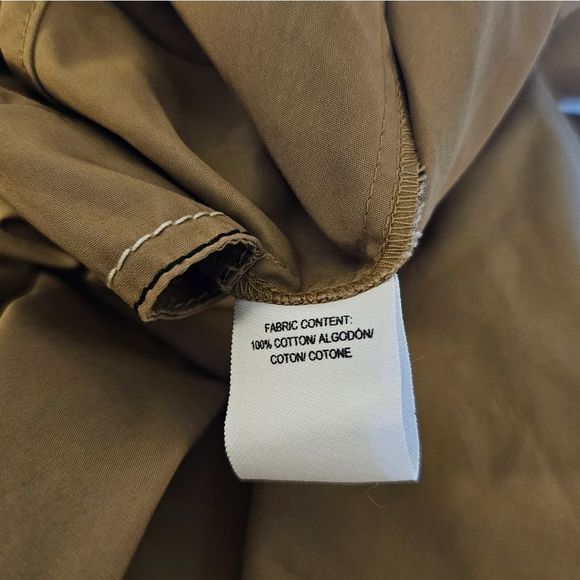 FABRIC CONTENT:
100% COTTON/ ALGODÓN/
COTON/ COTONE